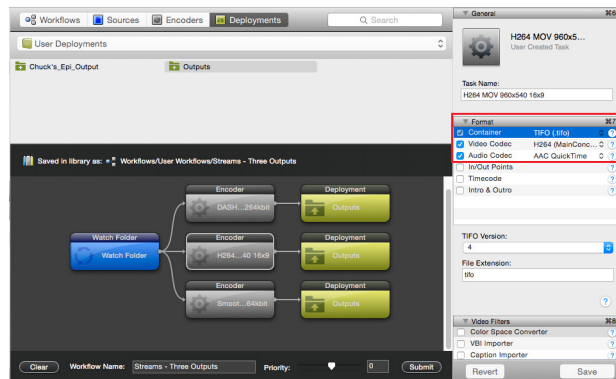 Workflows Sources Encoders Deployments Search
User Deployments
Chuck's_Epi_Output Outputs
Saved in library as: Workflows/User Workflows/Streams - Three Outputs
Encoder Deployment
DASH...264kbit Outputs
Watch Folder Encoder Deployment
Watch Folder H264...40 16x9 Outputs
Encoder Deployment
Smoot...64kbit Outputs
Clear Workflow Name: Streams - Three Outputs Priority: 0 Submit
General ⌘6
H264 MOV 960x5...
User Created Task
Task Name:
H264 MOV 960x540 16x9
Format ⌘7
Container TIFO (.tifo) ?
Video Codec H264 (MainConc... ?
Audio Codec AAC QuickTime ?
In/Out Points ?
Timecode ?
Intro & Outro ?
TIFO Version:
4
File Extension:
tifo
?
Video Filters ⌘8
Color Space Converter ?
VBI Importer ?
Caption Importer ?
Revert Save